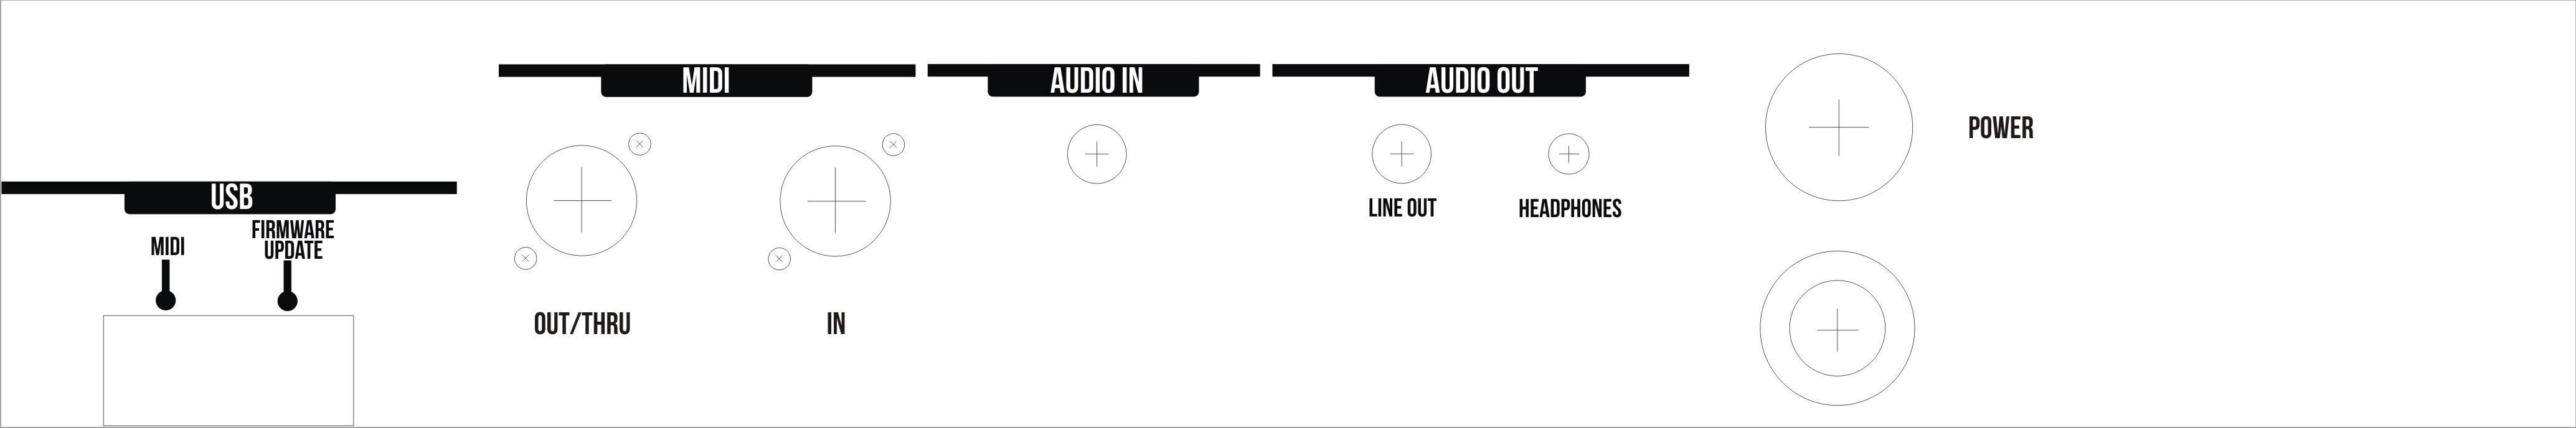 USB
MIDI
FIRMWARE
UPDATE
MIDI
OUT/THRU
IN
AUDIO IN
AUDIO OUT
LINE OUT
HEADPHONES
POWER